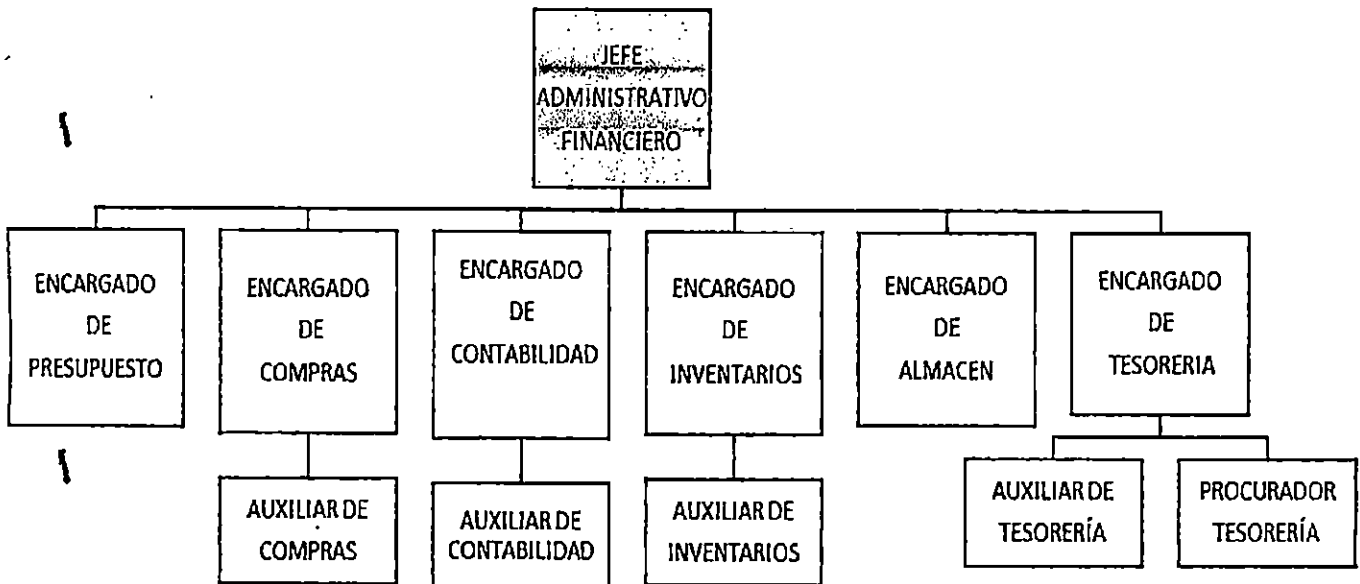 JEFE
ADMINISTRATIVO
FINANCIERO
ENCARGADO
DE
PRESUPUESTO
ENCARGADO
DE
COMPRAS
ENCARGADO
DE
CONTABILIDAD
ENCARGADO
DE
INVENTARIOS
ENCARGADO
DE
ALMACEN
ENCARGADO
DE
TESORERIA
AUXILIAR DE
COMPRAS
AUXILIAR DE
CONTABILIDAD
AUXILIAR DE
INVENTARIOS
AUXILIAR DE
TESORERÍA
PROCURADOR
TESORERÍA